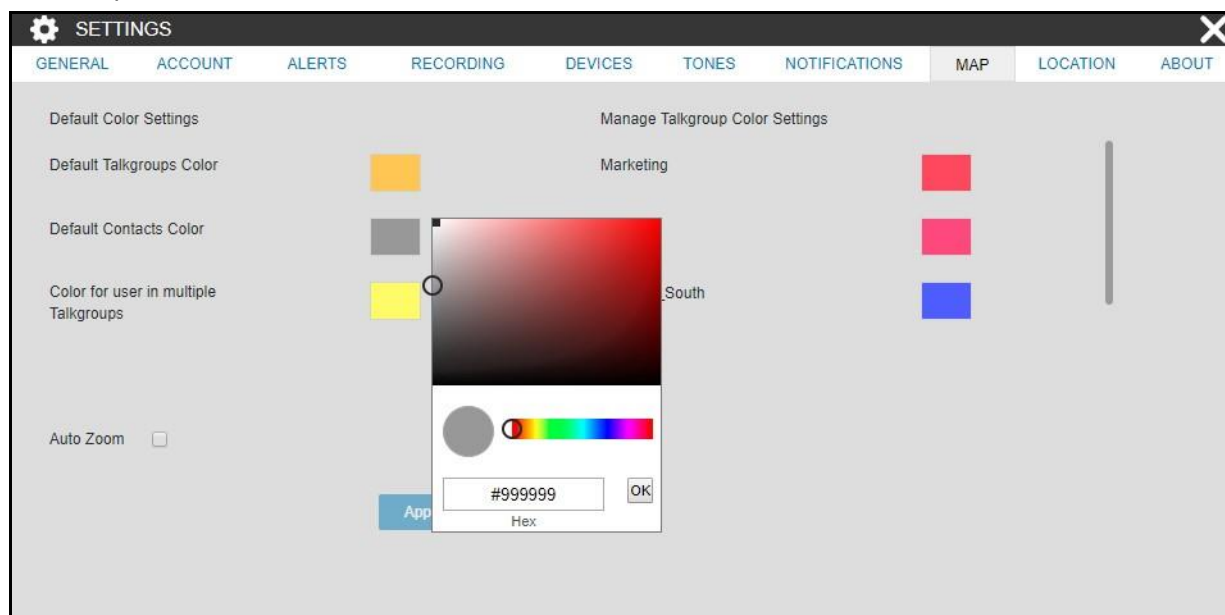 SETTINGS
GENERAL ACCOUNT ALERTS RECORDING DEVICES TONES NOTIFICATIONS MAP LOCATION ABOUT
Default Color Settings
Manage Talkgroup Color Settings
Default Talkgroups Color
Marketing
Default Contacts Color
Color for user in multiple
Talkgroups
_South
Auto Zoom
App
#999999
OK
Hex